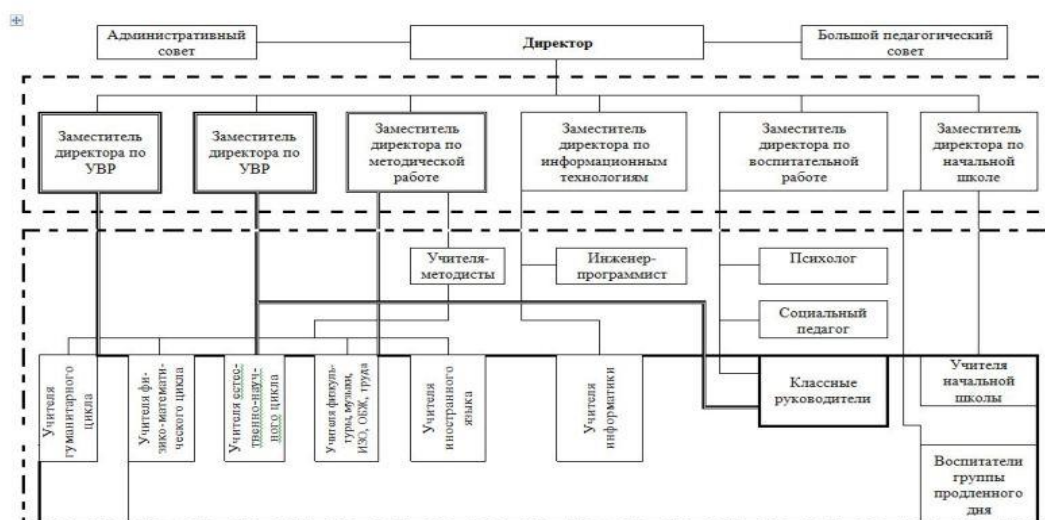 Административный
совет
Директор
Большой педагогический
совет
Заместитель
директора по
УВР
Заместитель
директора по
УВР
Заместитель
директора по
методической
работе
Заместитель
директора по
информационным
технологиям
Заместитель
директора по
воспитательной
работе
Заместитель
директора по
начальной
школе
Учителя-
методисты
Инженер-
программист
Психолог
Социальный
педагог
Учителя
гуманитарного
цикла
Учителя фи-
зико-математи-
ческого цикла
Учителя естес-
твенно-науч-
ного цикла
Учителя физкуль-
туры, музыки,
ИЗО, ОБЖ, труда
Учителя
иностранного
языка
Учителя
информатики
Классные
руководители
Учителя
начальной
школы
Воспитатели
группы
продленного
дня